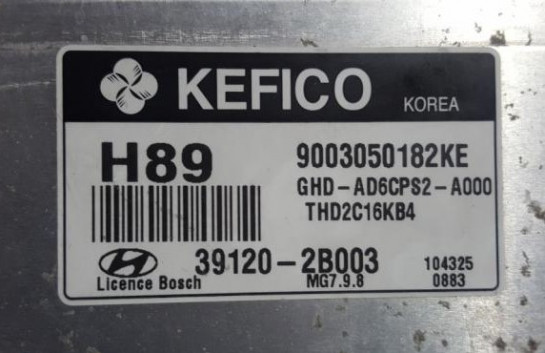 KEFICO KOREA
H89 9003050182KE
GHD-AD6CPS2-A000
THD2C16KB4
39120-2B003 104325
Licence Bosch MG7.9.8 0883